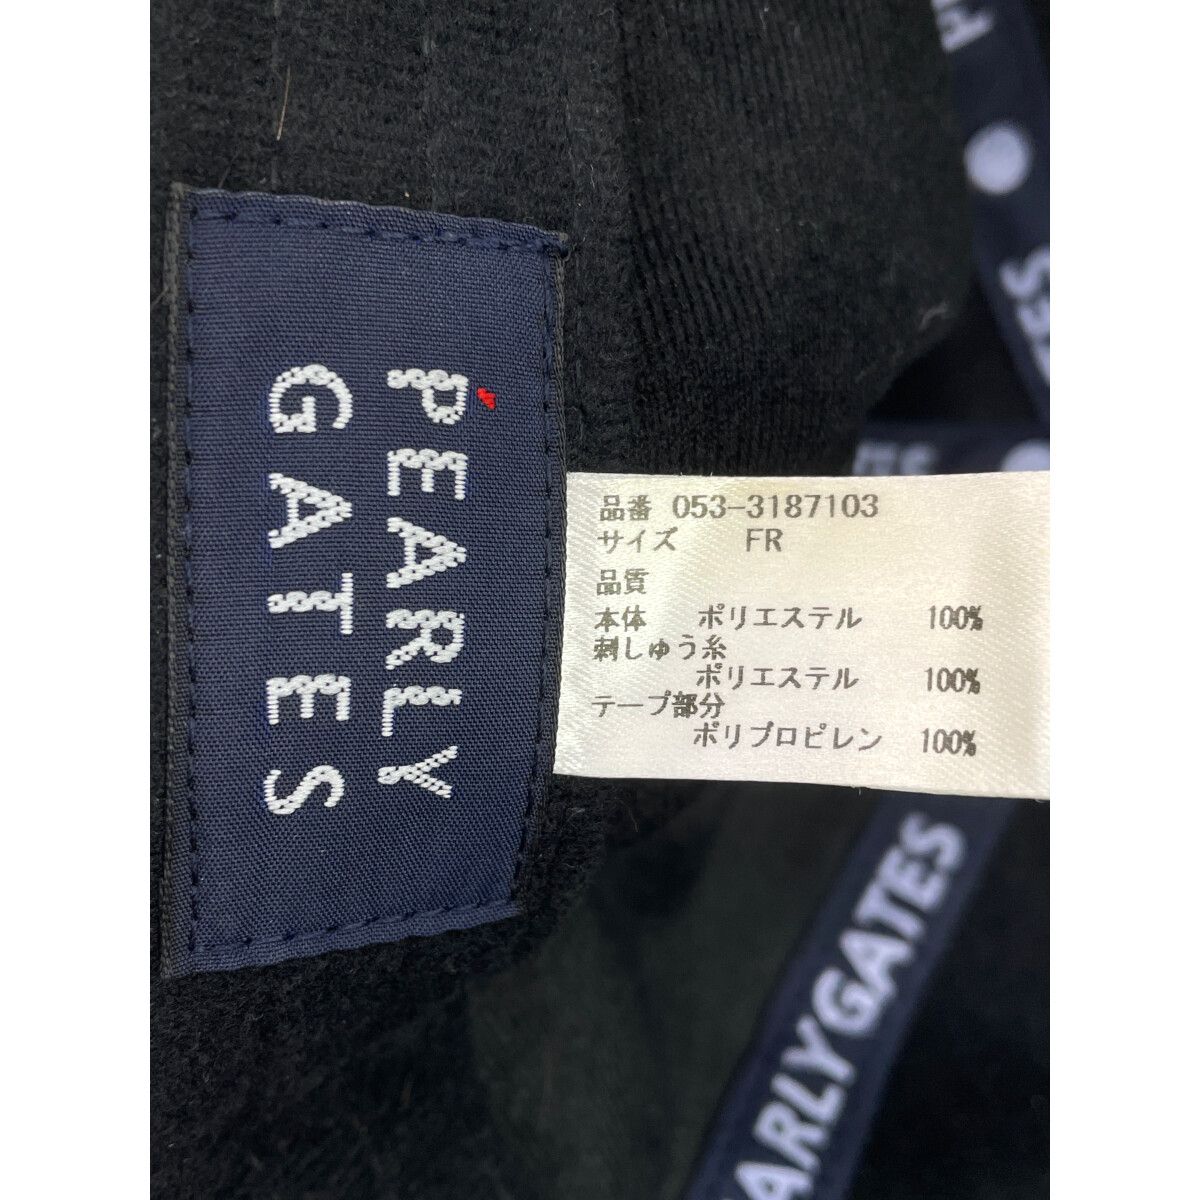 PEARLY
GATES
品番 053-3187103
サイズ FR
品質
本体 ポリエステル 100%
刺しゅう糸
ポリエステル 100%
テープ部分
ポリプロピレン 100%
ARLYGATES
TES